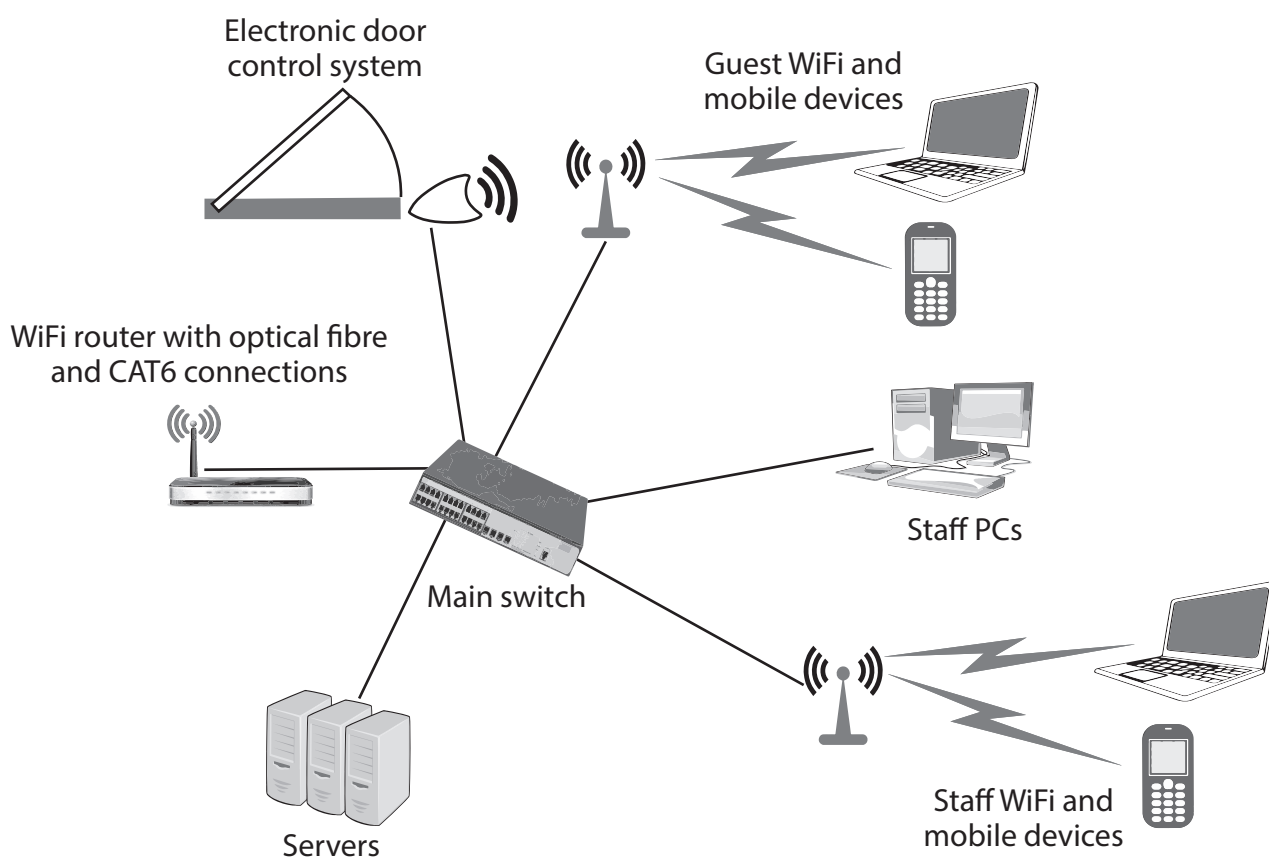 Electronic door
control system
Guest WiFi and
mobile devices
WiFi router with optical fibre
and CAT6 connections
Staff PCs
Main switch
Staff WiFi and
mobile devices
Servers